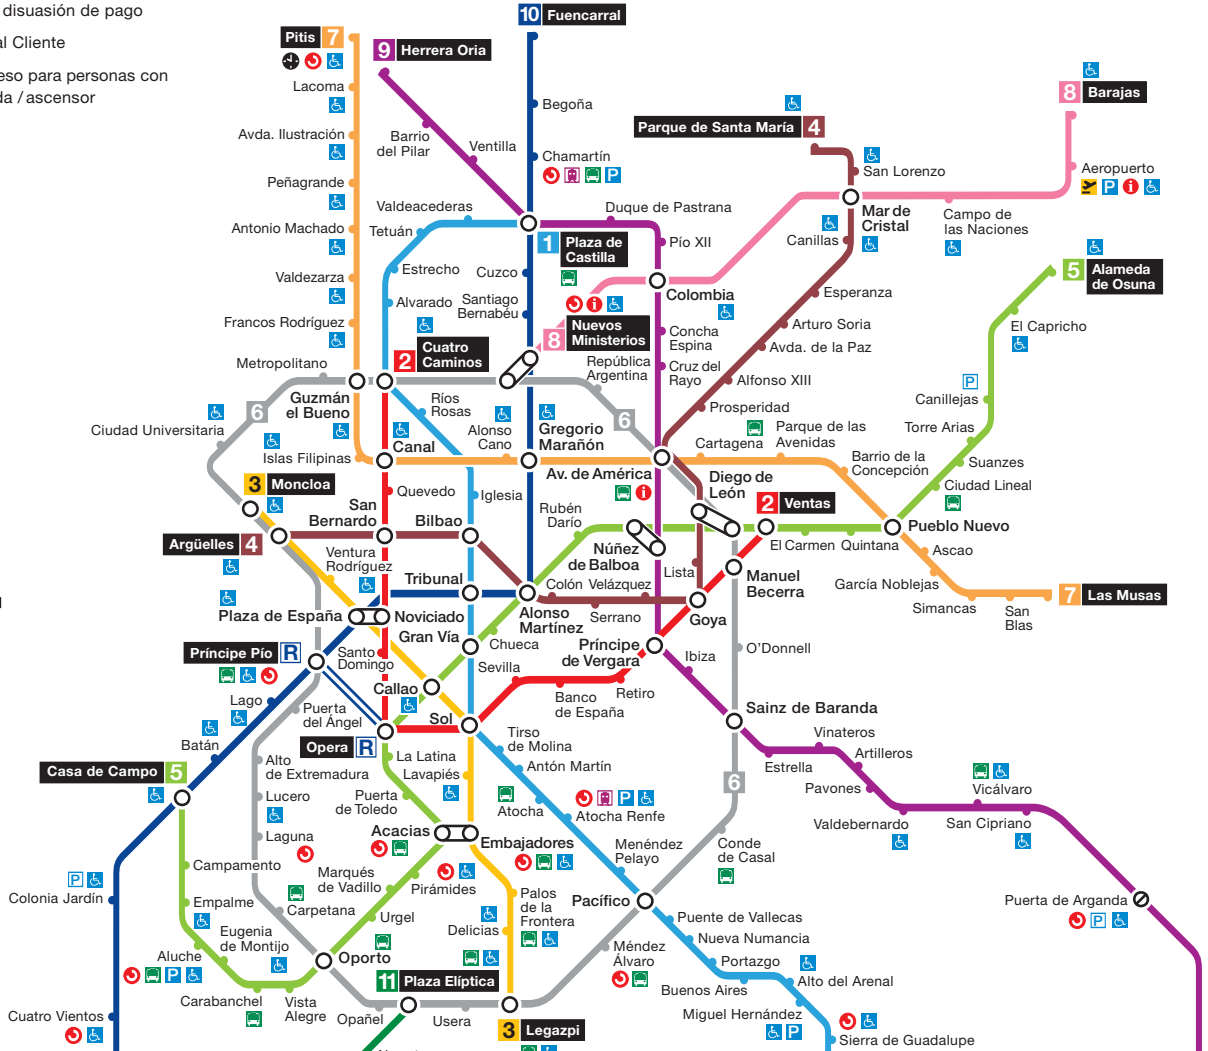 disuasión de pago
al Cliente
eso para personas con
da / ascensor
10 Fuencarral
Pitis 7
9 Herrera Oria
Lacoma
Begoña
8 Barajas
Parque de Santa María 4
Avda. Ilustración
Barrio
del Pilar
Ventilla
Chamartín
P
San Lorenzo
Aeropuerto
P i
Peñagrande
Valdeacederas
Duque de Pastrana
Mar de
Cristal
Campo de
las Naciones
Antonio Machado
Tetuán
1 Plaza de
Castilla
Pío XII
Canillas
5 Alameda
de Osuna
Valdezarza
Estrecho
Cuzco
Colombia
Esperanza
Alvarado
Santiago
Bernabéu
i
Francos Rodríguez
8 Nuevos
Ministerios
Concha
Espina
Arturo Soria
El Capricho
Metropolitano
2 Cuatro
Caminos
República
Argentina
Cruz del
Rayo
Avda. de la Paz
Alfonso XIII
P
Canillejas
Guzmán
el Bueno
6
Ríos
Rosas
Alonso
Cano
Gregorio
Marañón
6
Prosperidad
Ciudad Universitaria
Islas Filipinas
Canal
Cartagena
Parque de las
Avenidas
Torre Arias
Av. de América
i
Barrio de la
Concepción
Suanzes
3 Moncloa
Quevedo
Iglesia
Diego de
León
2 Ventas
Ciudad Lineal
San
Bernardo
Bilbao
Rubén
Darío
Pueblo Nuevo
Argüelles 4
Ventura
Rodríguez
Núñez
de Balboa
El Carmen
Quintana
Ascao
Tribunal
Colón
Velázquez
Lista
Manuel
Becerra
García Noblejas
Simancas
San
Blas
7 Las Musas
Plaza de España
Noviciado
Alonso
Martínez
Serrano
Goya
Gran Vía
Chueca
Príncipe
de Vergara
O'Donnell
Príncipe Pío R
Santo
Domingo
Sevilla
Ibiza
Callao
Banco
de España
Retiro
Lago
Puerta
del Ángel
Sol
Sainz de Baranda
Batán
Opera R
Tirso
de Molina
Vinateros
Casa de Campo 5
Alto
de Extremadura
La Latina
Lavapiés
Antón Martín
Estrella
Artilleros
Pavones
Vicálvaro
Lucero
Puerta
de Toledo
Atocha
P
Atocha Renfe
6
Valdebernardo
San Cipriano
Laguna
Acacias
Embajadores
Menéndez
Pelayo
Conde
de Casal
Campamento
Marqués
de Vadillo
Pirámides
P
Colonia Jardín
Empalme
Carpetana
Palos
de la
Frontera
Pacífico
Puerta de Arganda
P
Urgel
Delicias
Puente de Vallecas
Eugenia
de Montijo
Nueva Numancia
Aluche
P
Oporto
Méndez
Álvaro
Portazgo
11 Plaza Elíptica
Alto del Arenal
Carabanchel
Vista
Alegre
Buenos Aires
Cuatro Vientos
Opañel
Usera
3 Legazpi
Miguel Hernández
P
Sierra de Guadalupe